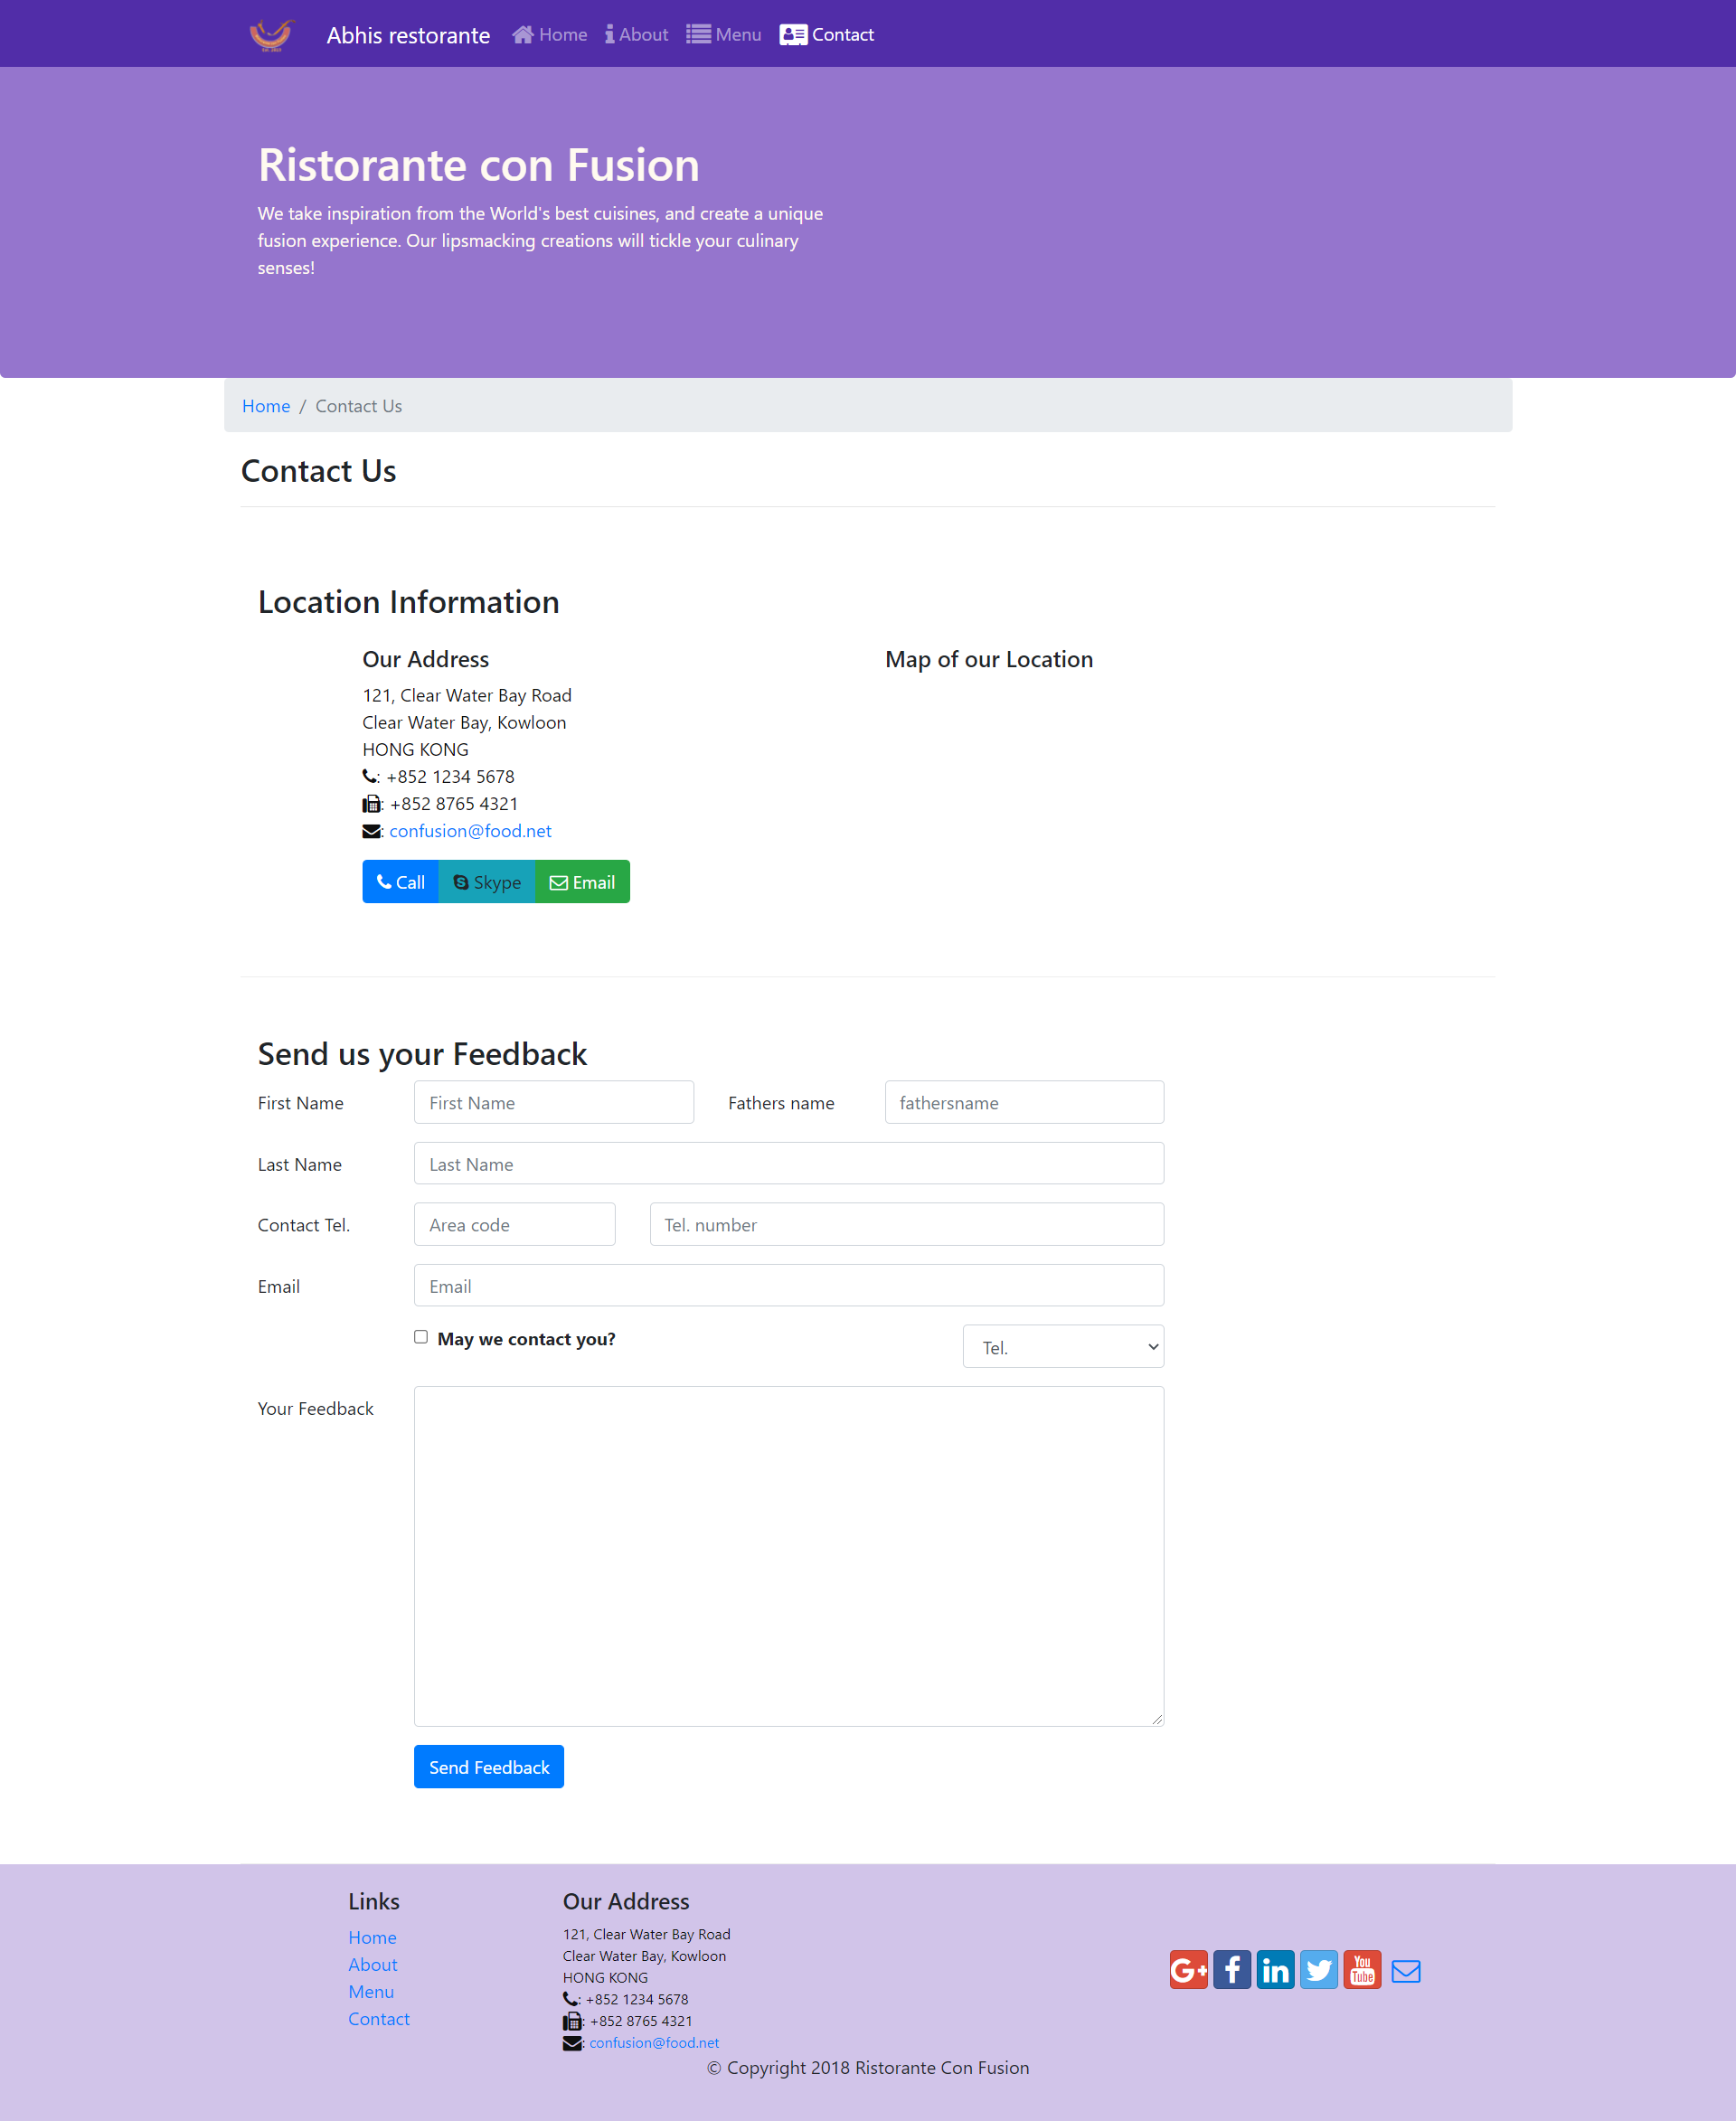 Abhis restorante Home About Menu Contact
Ristorante con Fusion
We take inspiration from the World's best cuisines, and create a unique
fusion experience. Our lipsmacking creations will tickle your culinary
senses!
Home / Contact Us
Contact Us
Location Information
Our Address
121, Clear Water Bay Road
Clear Water Bay, Kowloon
HONG KONG
: +852 1234 5678
: +852 8765 4321
: confusion@food.net
Call Skype Email
Map of our Location
Send us your Feedback
First Name First Name Fathers name fathersname
Last Name Last Name
Contact Tel. Area code Tel. number
Email Email
May we contact you? Tel.
Your Feedback
Send Feedback
Links
Home
About
Menu
Contact
Our Address
121, Clear Water Bay Road
Clear Water Bay, Kowloon
HONG KONG
: +852 1234 5678
: +852 8765 4321
: confusion@food.net
G+ f in You Tube
© Copyright 2018 Ristorante Con Fusion